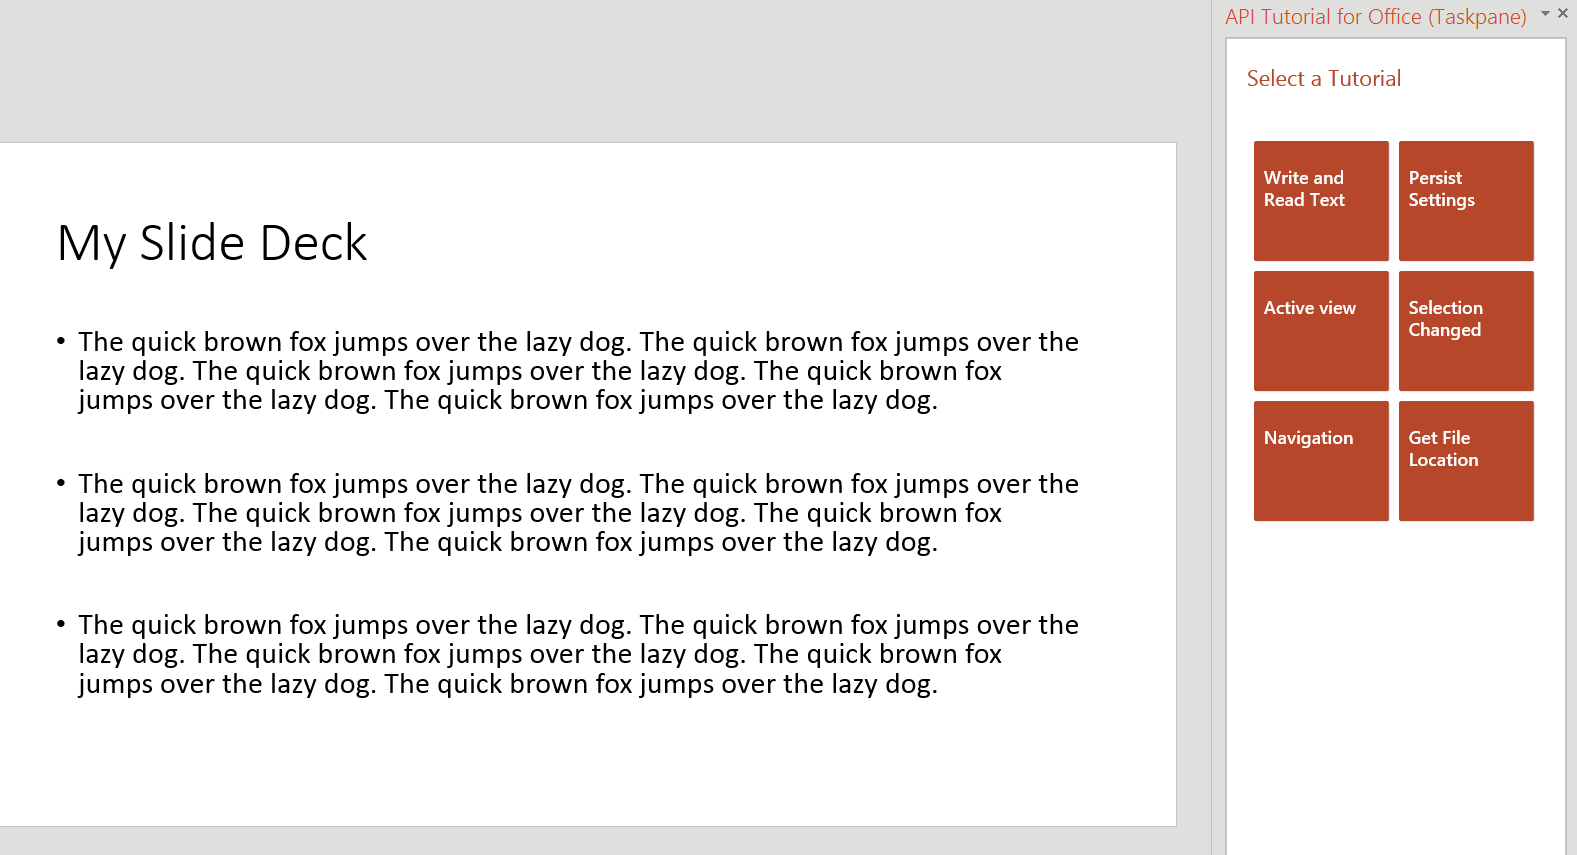 API Tutorial for Office (Taskpane)
Select a Tutorial
Write and
Read Text
Persist
Settings
Active view
Selection
Changed
Navigation
Get File
Location
My Slide Deck
• The quick brown fox jumps over the lazy dog. The quick brown fox jumps over the
lazy dog. The quick brown fox jumps over the lazy dog. The quick brown fox
jumps over the lazy dog. The quick brown fox jumps over the lazy dog.
• The quick brown fox jumps over the lazy dog. The quick brown fox jumps over the
lazy dog. The quick brown fox jumps over the lazy dog. The quick brown fox
jumps over the lazy dog. The quick brown fox jumps over the lazy dog.
• The quick brown fox jumps over the lazy dog. The quick brown fox jumps over the
lazy dog. The quick brown fox jumps over the lazy dog. The quick brown fox
jumps over the lazy dog. The quick brown fox jumps over the lazy dog.